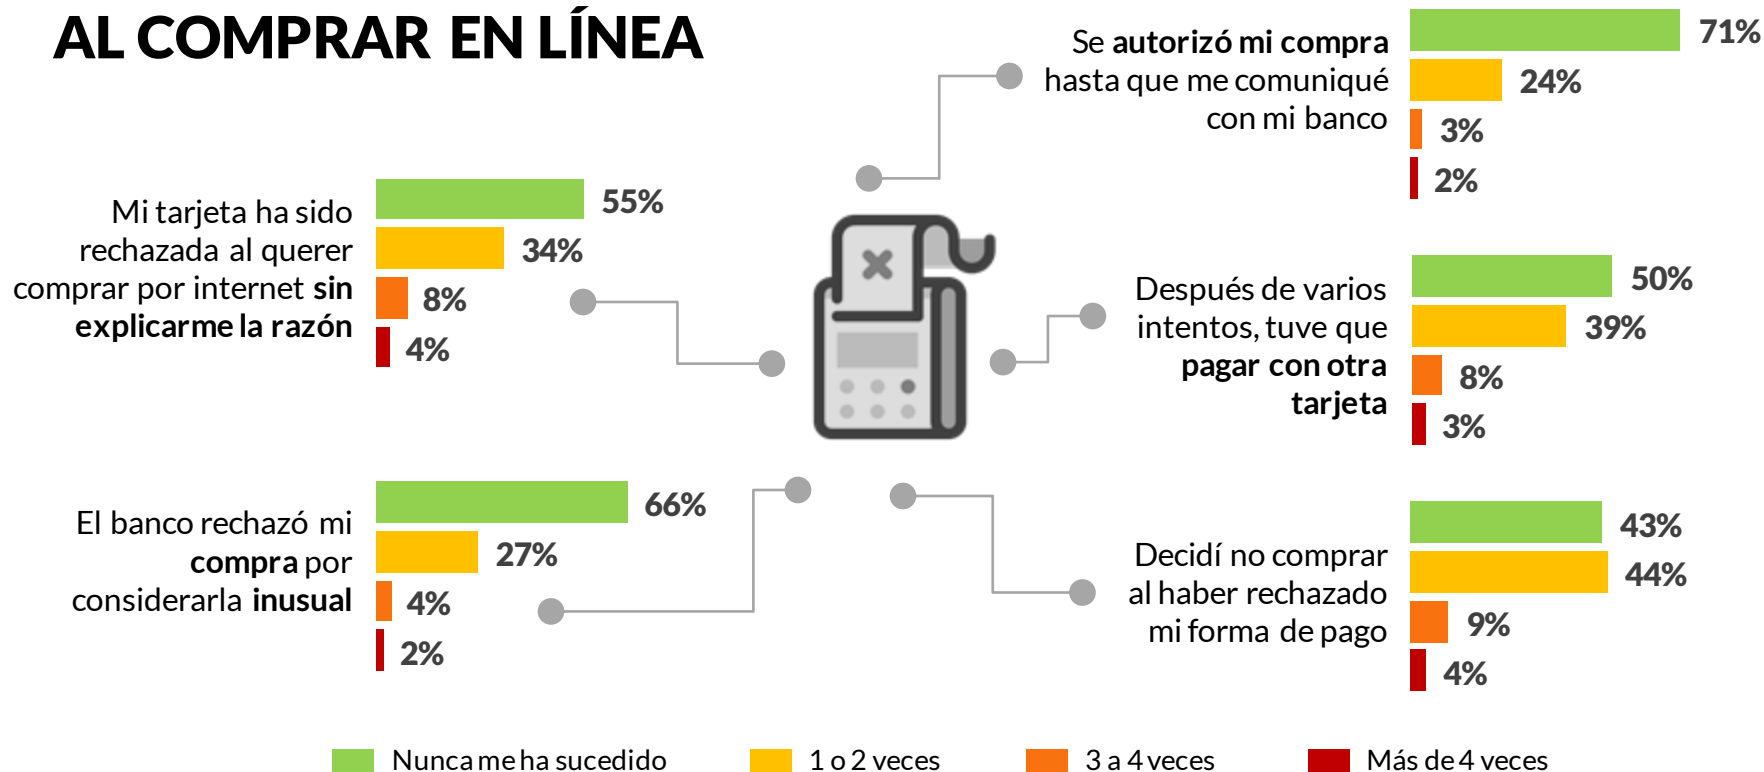 AL COMPRAR EN LÍNEA
Mi tarjeta ha sido
rechazada al querer
comprar por internet sin
explicarme la razón
55%
34%
8%
4%
El banco rechazó mi
compra por
considerarla inusual
66%
27%
4%
2%
Se autorizó mi compra
hasta que me comuniqué
con mi banco
71%
24%
3%
2%
Después de varios
intentos, tuve que
pagar con otra
tarjeta
50%
39%
8%
3%
Decidí no comprar
al haber rechazado
mi forma de pago
43%
44%
9%
4%
Nunca me ha sucedido
1 o 2 veces
3 a 4 veces
Más de 4 veces